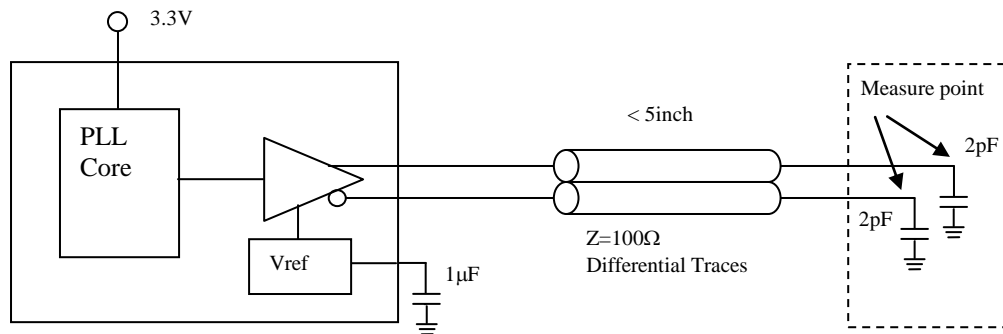 3.3V
PLL
Core
Vref
1μF
< 5inch
Z=100Ω
Differential Traces
Measure point
2pF
2pF